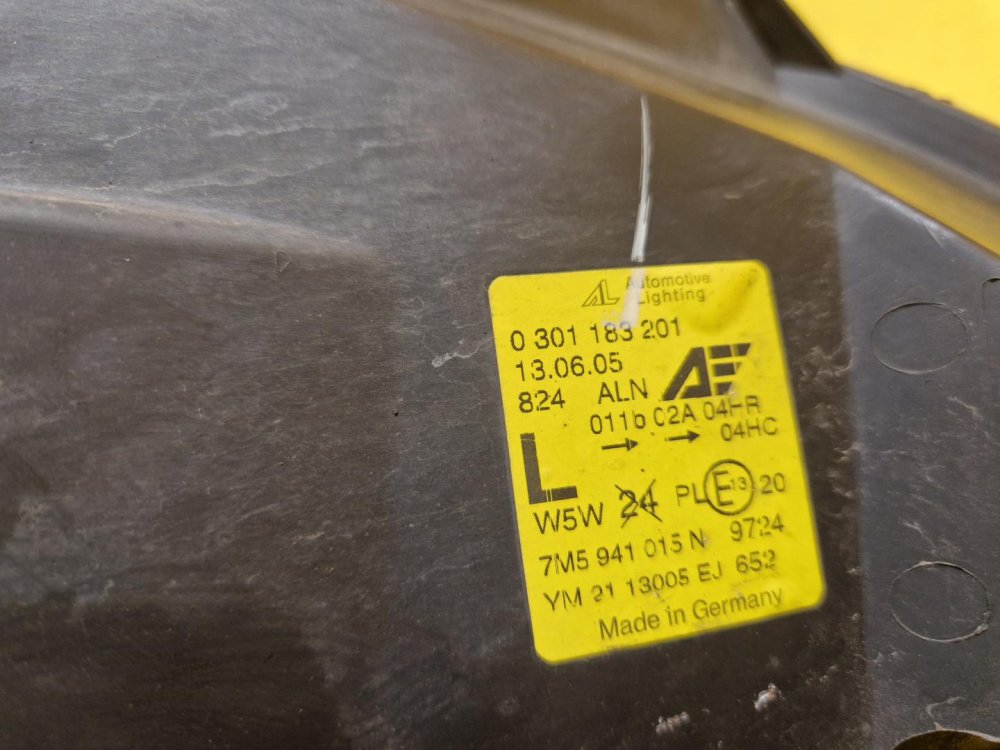 AL Automotive
Lighting
0 301 183 201
13.06.05
824 ALN
011b 02A 04HR
→ → 04HC
L
W5W 24 PL E13 20
7M5 941 015 N 9724
YM 21 13005 EJ 652
Made in Germany